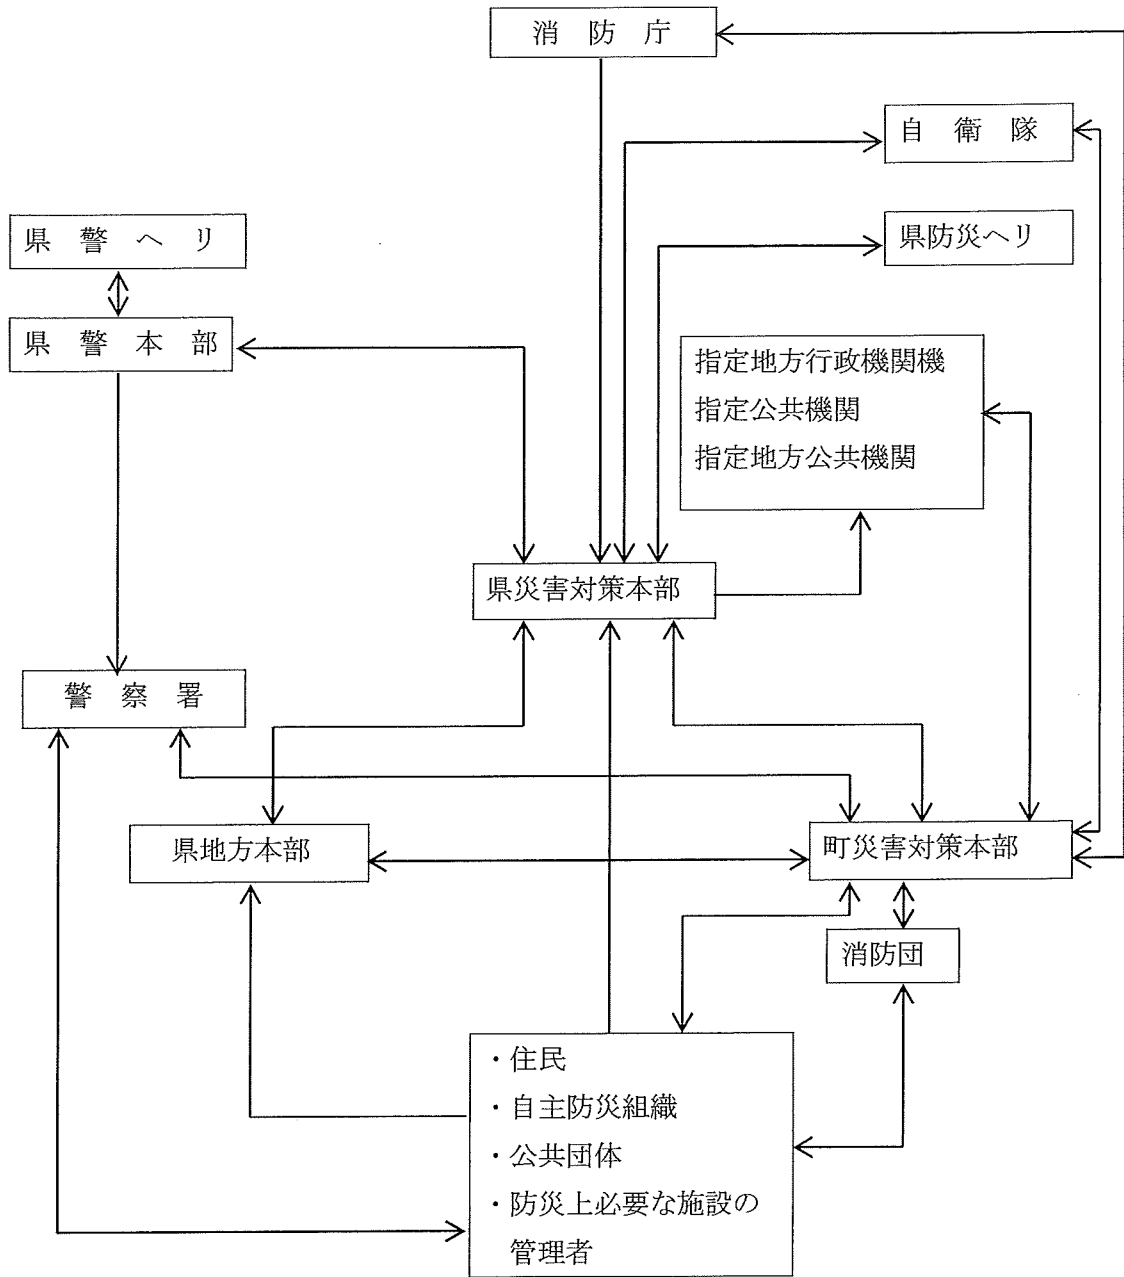 消防庁
自衛隊
県警ヘリ
県防災ヘリ
県警本部
指定地方行政機関機
指定公共機関
指定地方公共機関
県災害対策本部
警察署
県地方本部
町災害対策本部
消防団
・住民
・自主防災組織
・公共団体
・防災上必要な施設の
管理者